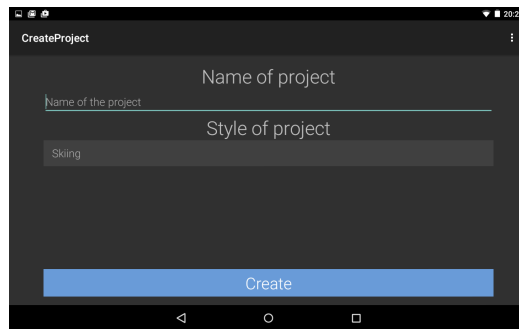 20:2
CreateProject
Name of project
Name of the project
Style of project
Skiing
Create